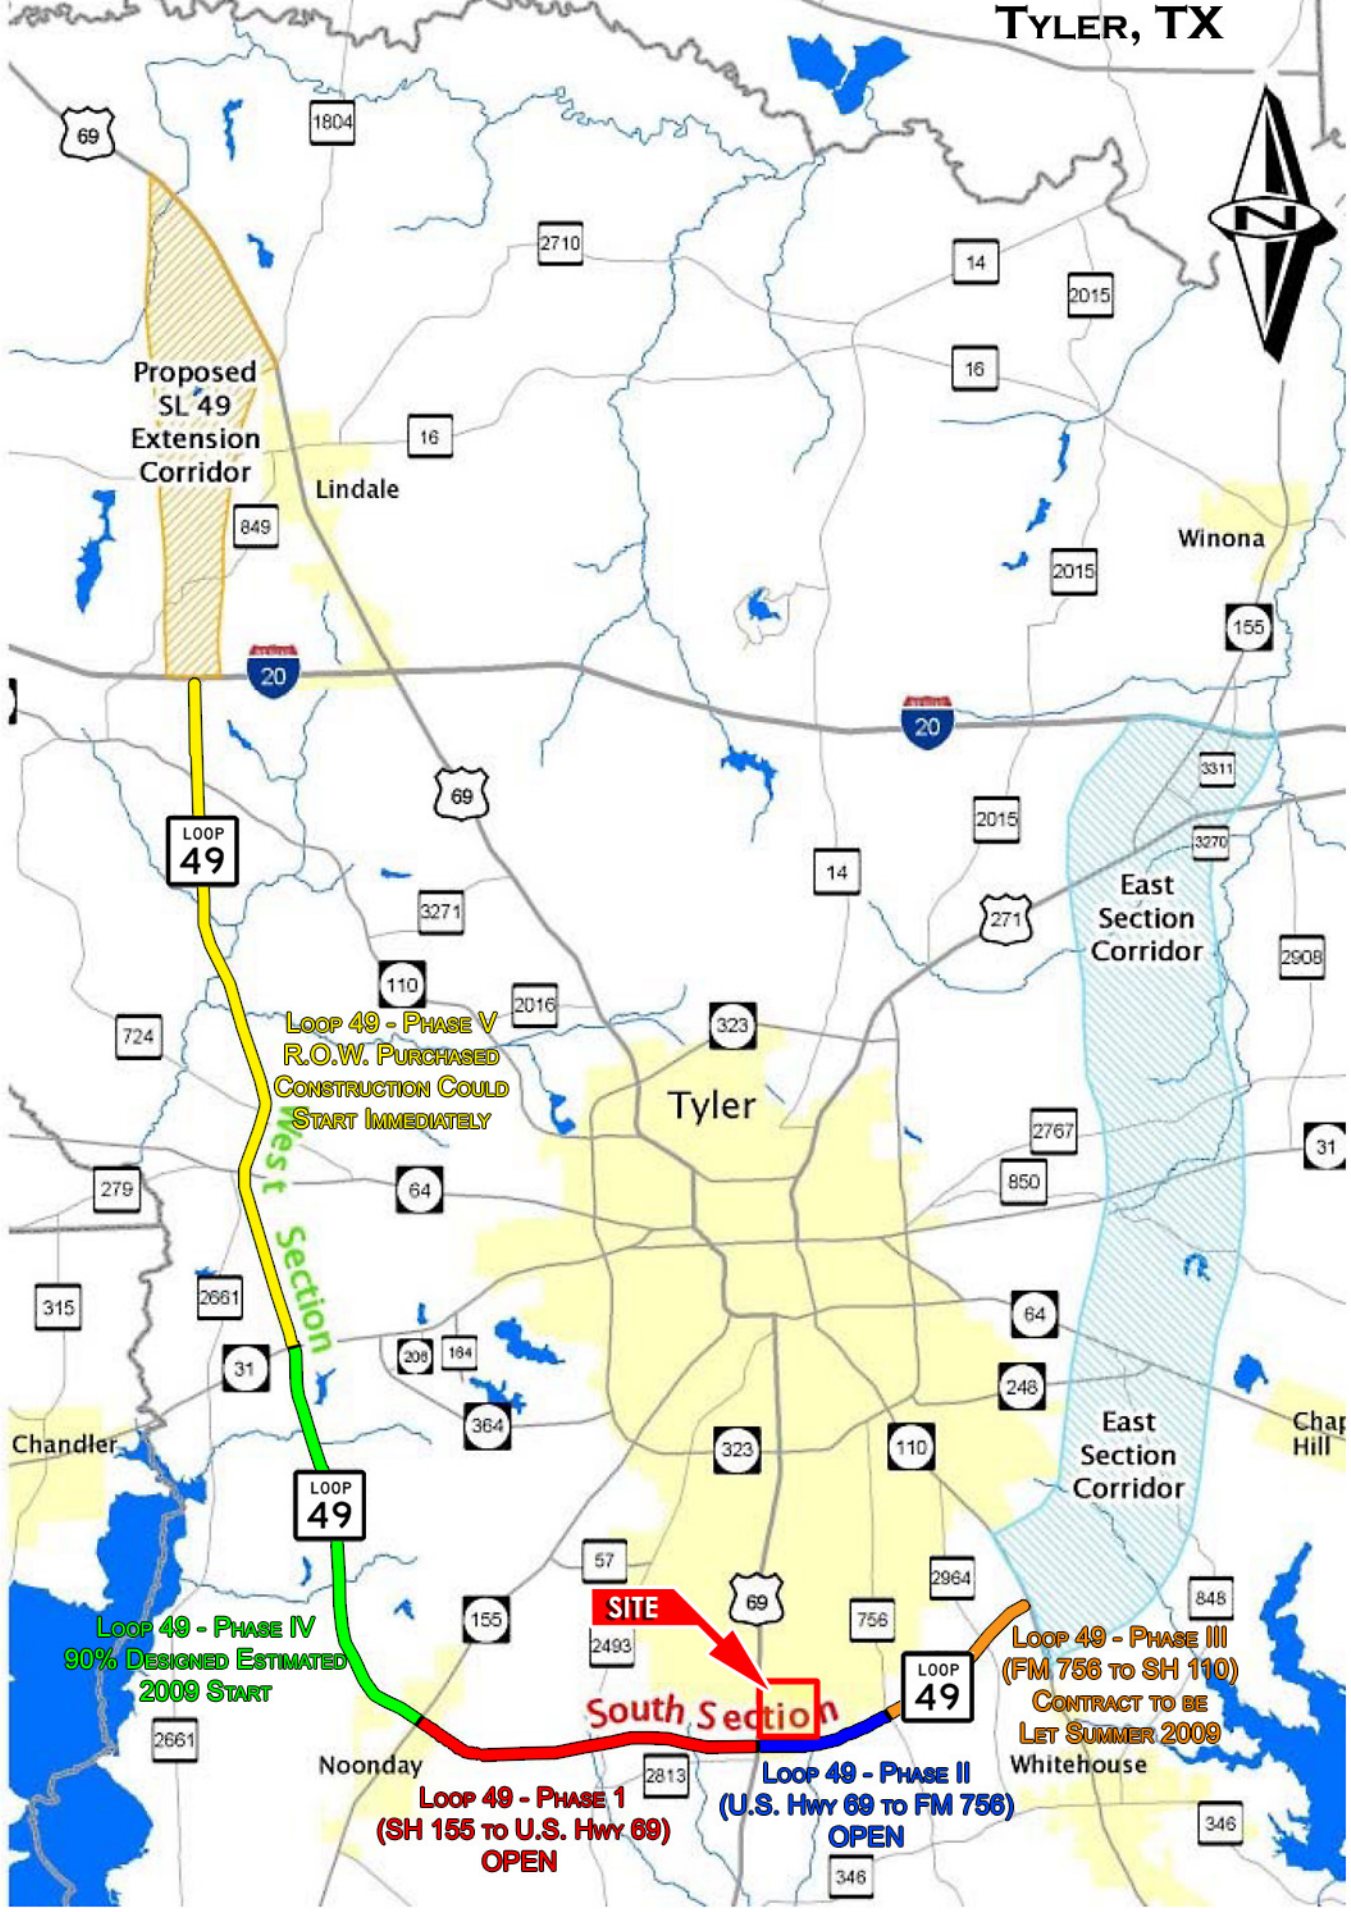 TYLER, TX
69
1804
N
2710
14
2015
16
Proposed
SL 49
Extension
Corridor
16
Lindale
849
Winona
2015
155
20
20
3311
69
2015
3270
LOOP
49
14
East
Section
Corridor
3271
271
2908
110
2016
323
724
LOOP 49 - PHASE V
R.O.W. PURCHASED
CONSTRUCTION COULD
START IMMEDIATELY
Tyler
2767
31
West Section
279
64
850
315
2661
64
31
206
164
248
364
Chandler
323
110
East
Section
Corridor
Chap
Hill
LOOP
49
57
2964
848
SITE
69
155
756
2493
LOOP 49 - PHASE IV
90% DESIGNED ESTIMATED
2009 START
LOOP 49 - PHASE III
(FM 756 TO SH 110)
CONTRACT TO BE
LET SUMMER 2009
LOOP
49
South Section
2661
Noonday
2813
Whitehouse
LOOP 49 - PHASE 1
(SH 155 TO U.S. HWY 69)
OPEN
LOOP 49 - PHASE II
(U.S. HWY 69 TO FM 756)
OPEN
346
346